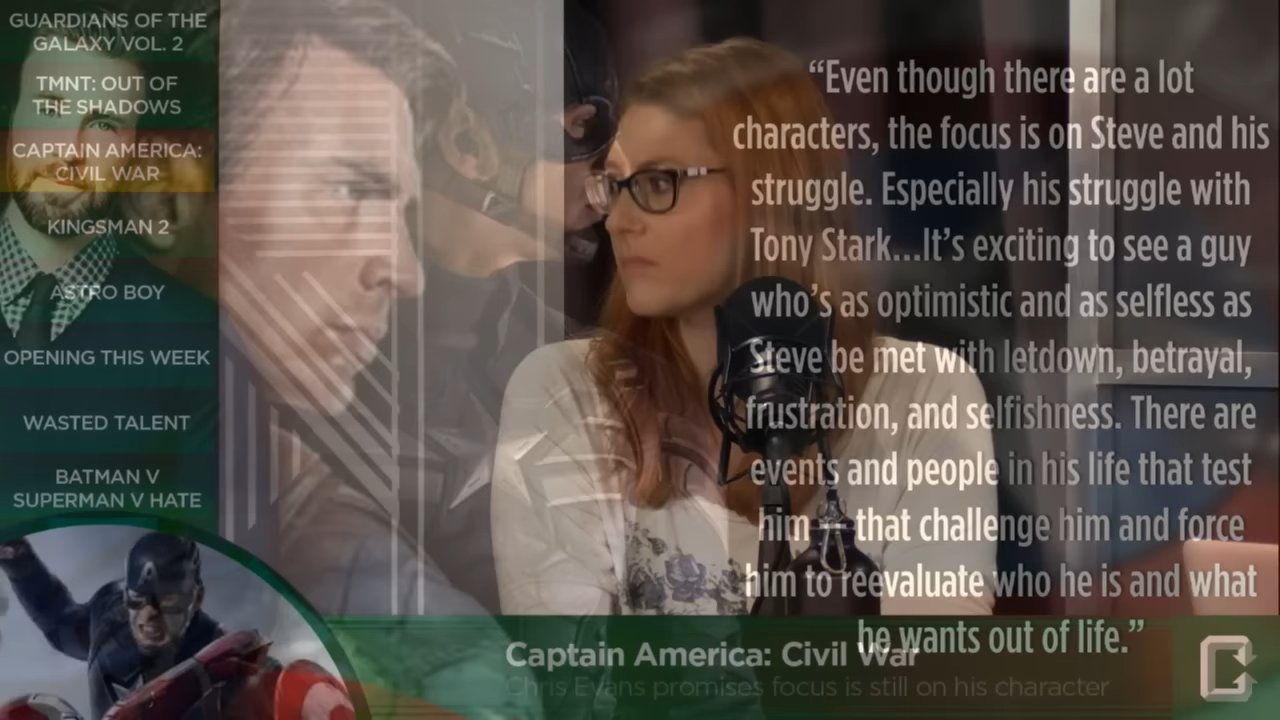 GUARDIANS OF THE
GALAXY VOL. 2
TMNT: OUT OF
THE SHADOWS
CAPTAIN AMERICA:
CIVIL WAR
KINGSMAN 2
ASTRO BOY
OPENING THIS WEEK
WASTED TALENT
BATMAN V
SUPERMAN V HATE
“Even though there are a lot
characters, the focus is on Steve and his
struggle. Especially his struggle with
Tony Stark...It’s exciting to see a guy
who’s as optimistic and as selfless as
Steve be met with letdown, betrayal,
frustration, and selfishness. There are
events and people in his life that test
him that challenge him and force
him to reevaluate who he is and what
he wants out of life.”
Captain America: Civil War
Chris Evans promises focus is still on his character